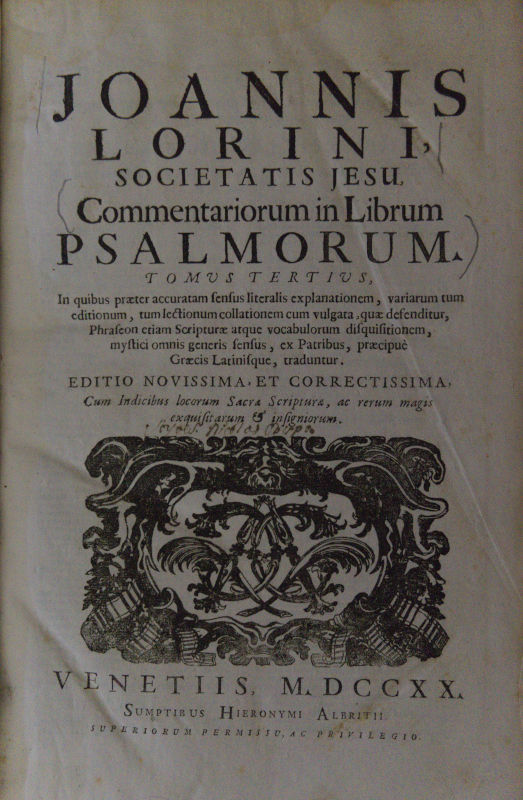 JOANNIS
LORINI,
SOCIETATIS JESU,
Commentariorum in Librum
PSALMORUM.
TOMVS TERTIVS,
In quibus præter accuratam ſenſus literalis explanationem, variarum tum
editionum, tum lectionum collationem cum vulgata, quæ defenditur,
Phraſeon etiam Scripturæ atque vocabulorum diſquiſitionem,
myſtici omnis generis ſenſus, ex Patribus, præcipuè
Græcis Latiniſque, traduntur.
EDITIO NOVISSIMA, ET CORRECTISSIMA,
Cum Indicibus locorum Sacræ Scripturæ, ac rerum magis
exquiſitarum & inſigniorum.
VENETIIS, M. DCCXX.
SUMPTIBUS HIERONYMI ALBRITII.
SUPERIORUM PERMISSU, AC PRIVILEGIO.